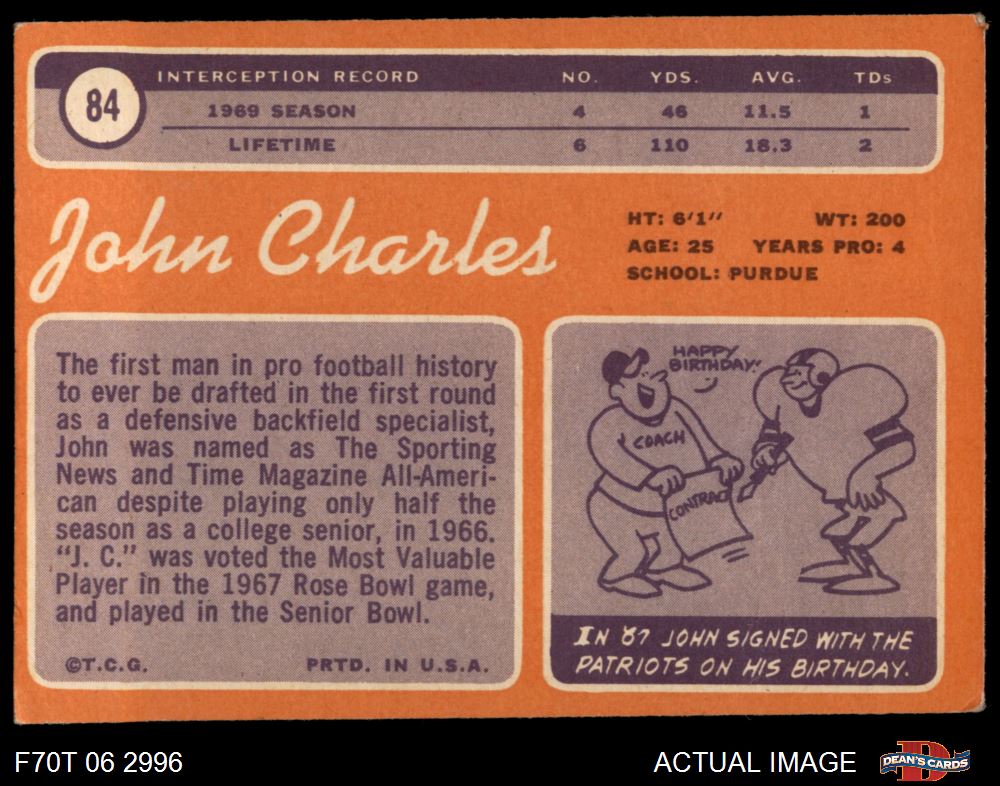 84
INTERCEPTION RECORD NO. YDS. AVG. TDs
1969 SEASON 4 46 11.5 1
LIFETIME 6 110 18.3 2
John Charles
HT: 6'1" WT: 200
AGE: 25 YEARS PRO: 4
SCHOOL: PURDUE
The first man in pro football history
to ever be drafted in the first round
as a defensive backfield specialist,
John was named as The Sporting
News and Time Magazine All-Ameri-
can despite playing only half the
season as a college senior, in 1966.
"J. C." was voted the Most Valuable
Player in the 1967 Rose Bowl game,
and played in the Senior Bowl.
©T.C.G. PRTD. IN U.S.A.
HAPPY
BIRTHDAY!
COACH
CONTRACT
IN '67 JOHN SIGNED WITH THE
PATRIOTS ON HIS BIRTHDAY.
F70T 06 2996 ACTUAL IMAGE DEAN'S CARDS